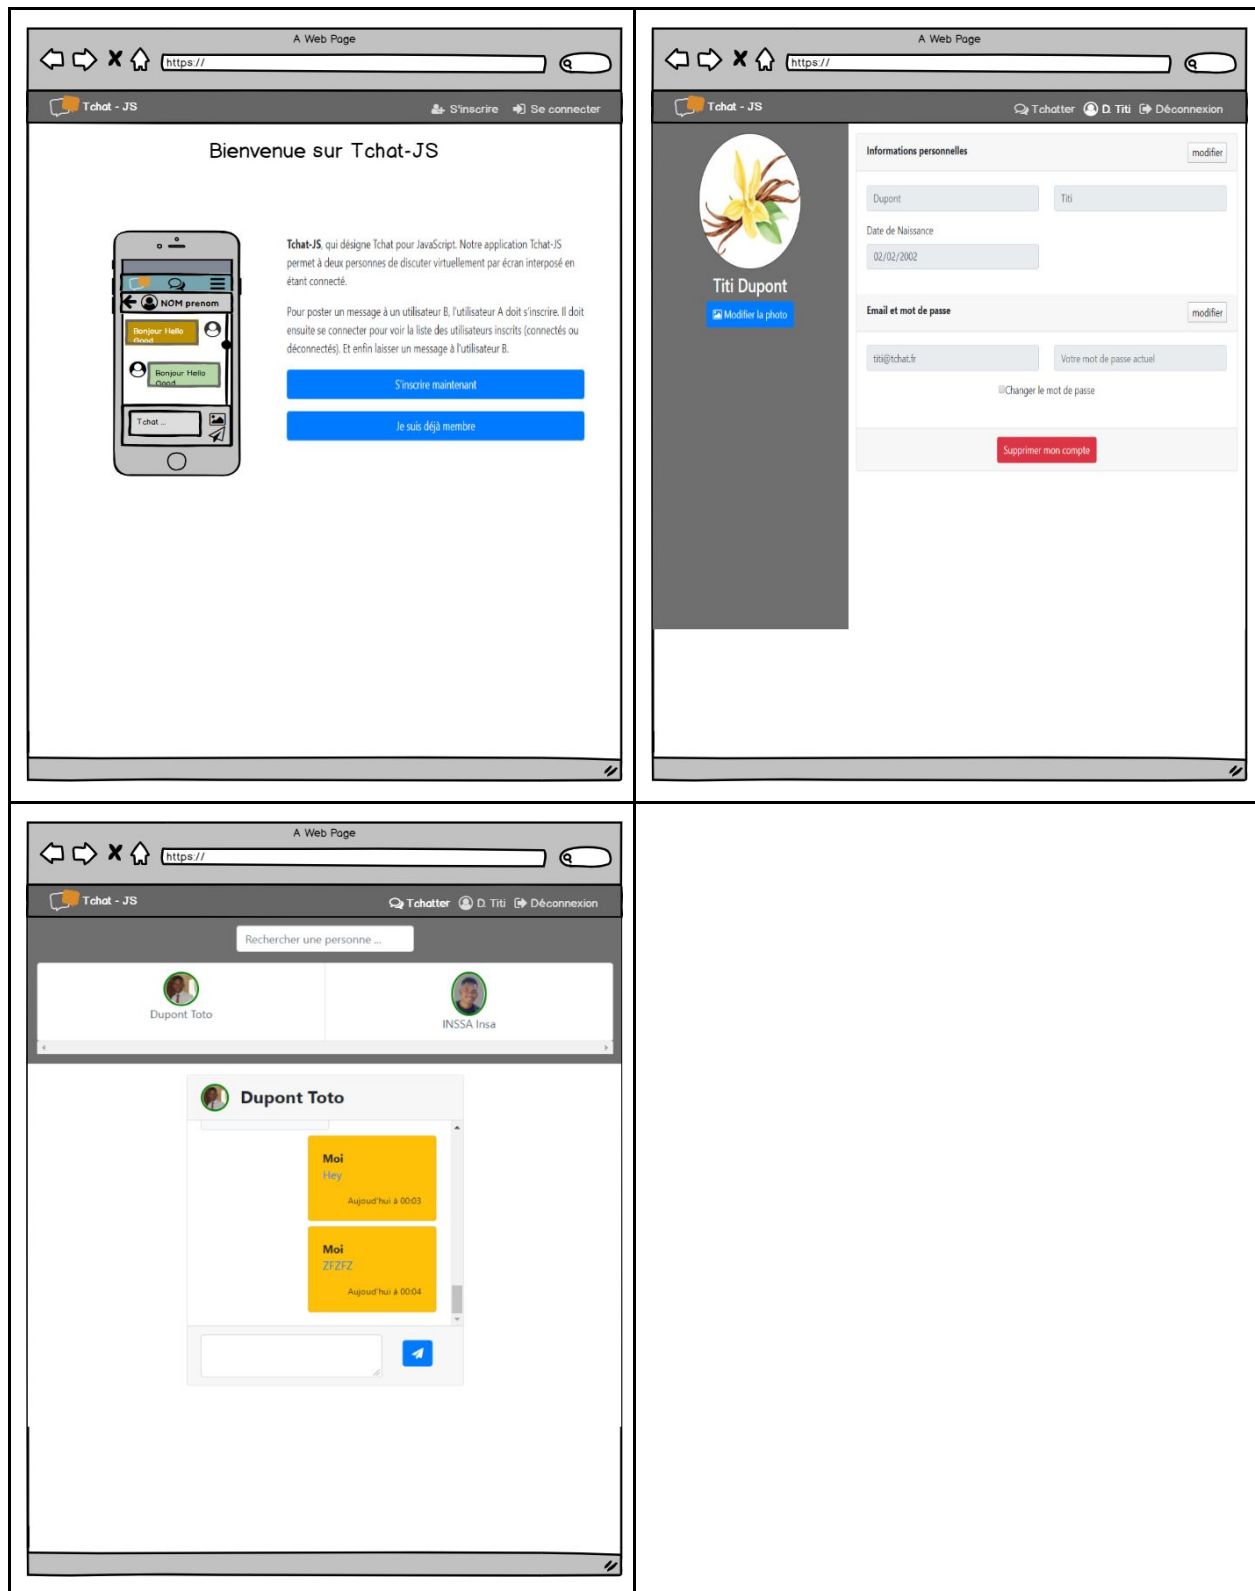 A Web Page
https://
Tchat - JS
S'inscrire
Se connecter
Bienvenue sur Tchat-JS
NOM prenom
Bonjour Hello
Good
Bonjour Hello
Good
Tchat ...
Tchat-JS, qui désigne Tchat pour JavaScript. Notre application Tchat-JS
permet à deux personnes de discuter virtuellement par écran interposé en
étant connecté.
Pour poster un message à un utilisateur B, l'utilisateur A doit s'inscrire. Il doit
ensuite se connecter pour voir la liste des utilisateurs inscrits (connectés ou
déconnectés). Et enfin laisser un message à l'utilisateur B.
S'inscrire maintenant
Je suis déjà membre
A Web Page
https://
Tchat - JS
Tchatter
D. Titi
Déconnexion
Titi Dupont
Modifier la photo
Informations personnelles
modifier
Dupont
Titi
Date de Naissance
02/02/2002
Email et mot de passe
modifier
titi@tchat.fr
Votre mot de passe actuel
Changer le mot de passe
Supprimer mon compte
A Web Page
https://
Tchat - JS
Tchatter
D. Titi
Déconnexion
Rechercher une personne ...
Dupont Toto
INSSA Insa
Dupont Toto
Moi
Hey
Aujoud'hui à 00:03
Moi
ZFZFZ
Aujoud'hui à 00:04